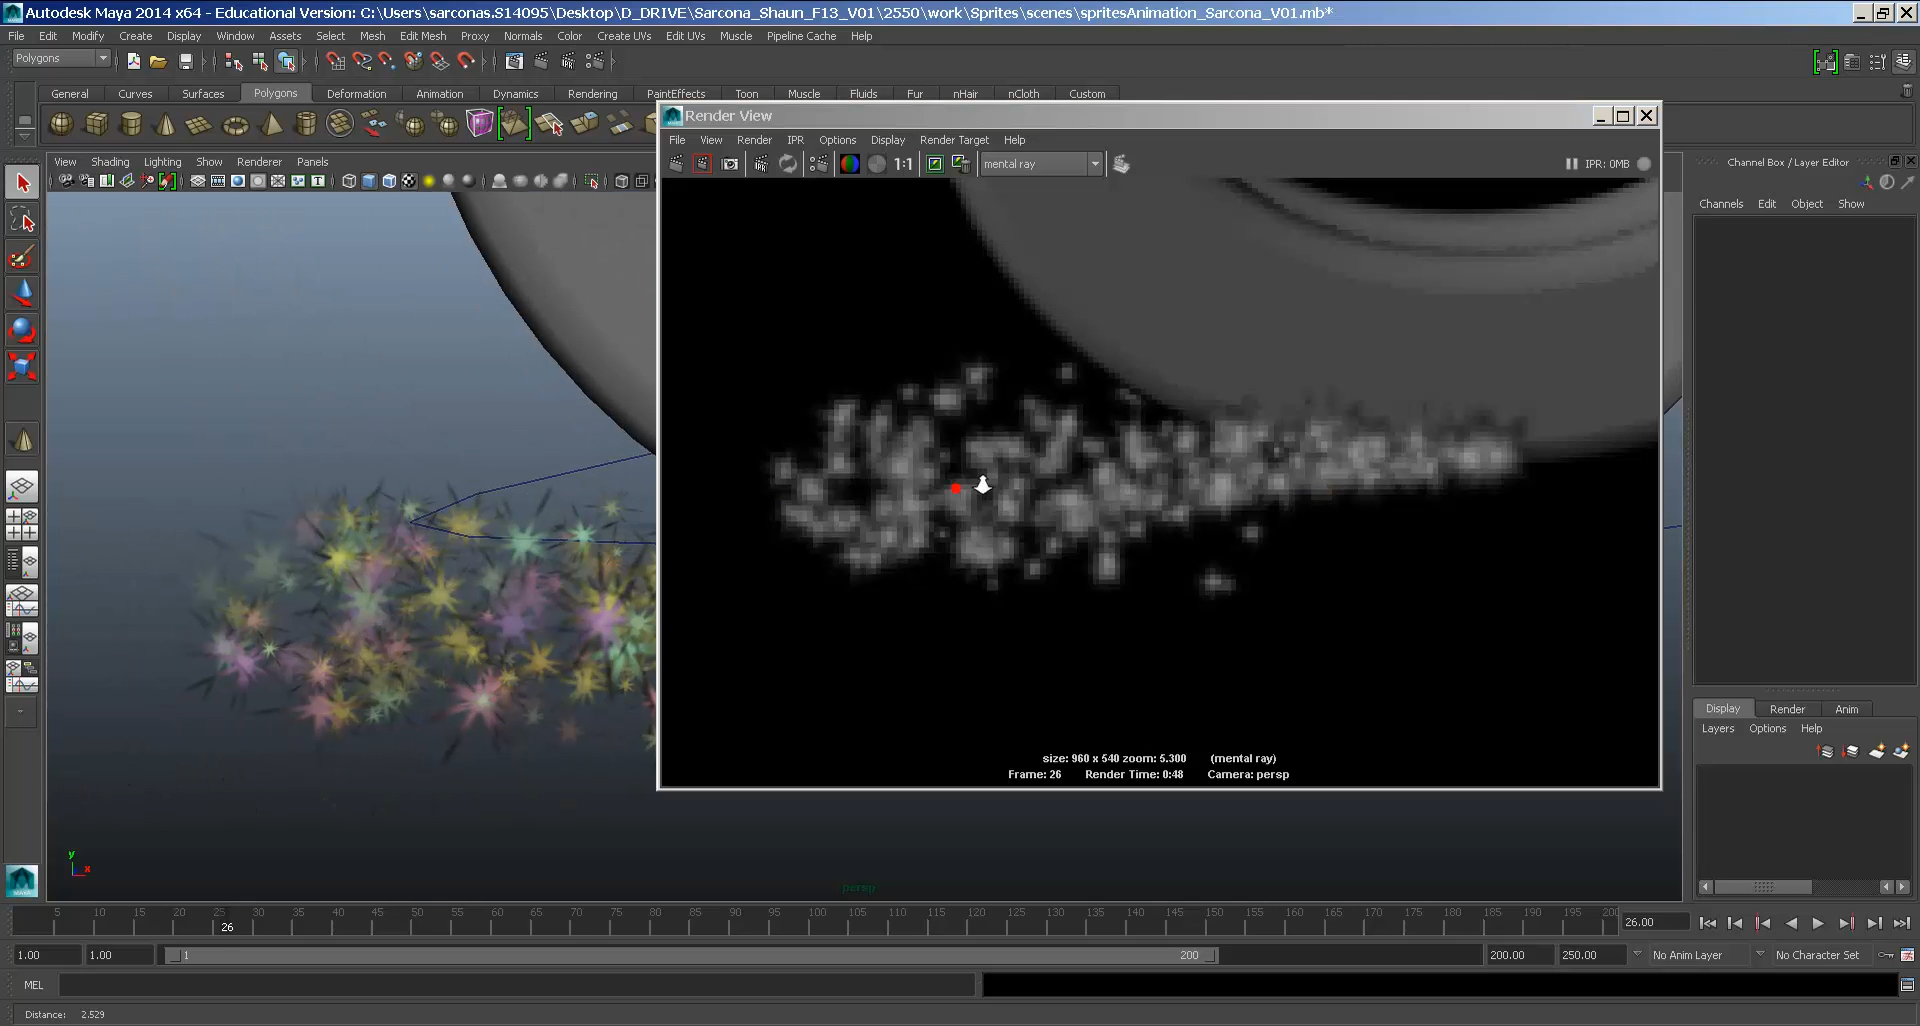 Autodesk Maya 2014 x64 - Educational Version: C:\Users\sarconas.S14095\Desktop\D_DRIVE\Sarcona_Shaun_F13_V01\2550\work\Sprites\scenes\spritesAnimation_Sarcona_V01.mb*
File Edit Modify Create Display Window Assets Select Mesh Edit Mesh Proxy Normals Color Create UVs Edit UVs Muscle Pipeline Cache Help
Polygons
General Curves Surfaces Polygons Deformation Animation Dynamics Rendering PaintEffects Toon Muscle Fluids Fur nHair nCloth Custom
Render View
File View Render IPR Options Display Render Target Help
1:1 mental ray IPR: 0MB
View Shading Lighting Show Renderer Panels
Channel Box / Layer Editor
Channels Edit Object Show
size: 960 x 540 zoom: 5.300 (mental ray)
Frame: 26 Render Time: 0:48 Camera: persp
Display Render Anim
Layers Options Help
y
x
persp
5 10 15 20 25 30 35 40 45 50 55 60 65 70 75 80 85 90 95 100 105 110 115 120 125 130 135 140 145 150 155 160 165 170 175 180 185 190 195 200
26
26.00
1.00 1.00 1 200 200.00 250.00 No Anim Layer No Character Set
MEL
Distance: 2.529